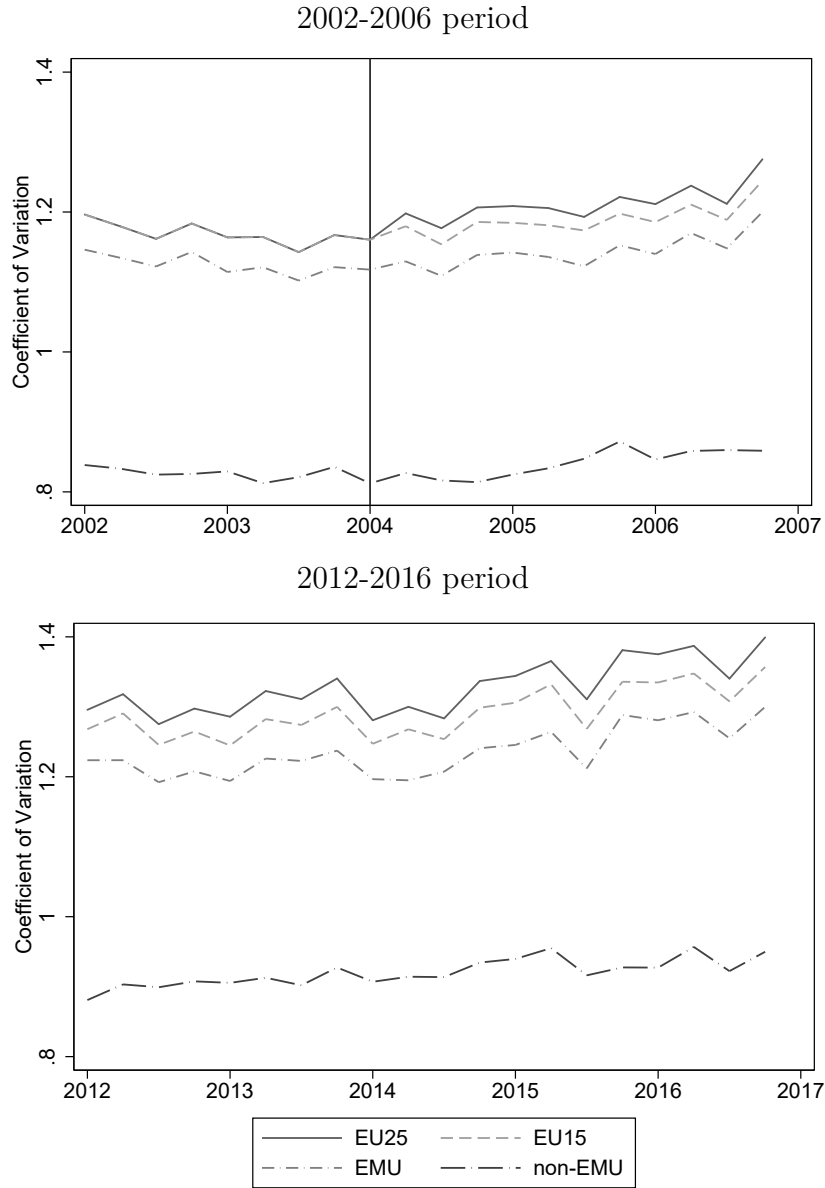 2002-2006 period
Coefficient of Variation
1.4
1.2
1
.8
2002 2003 2004 2005 2006 2007
2012-2016 period
Coefficient of Variation
1.4
1.2
1
.8
2012 2013 2014 2015 2016 2017
EU25 EU15
EMU non-EMU